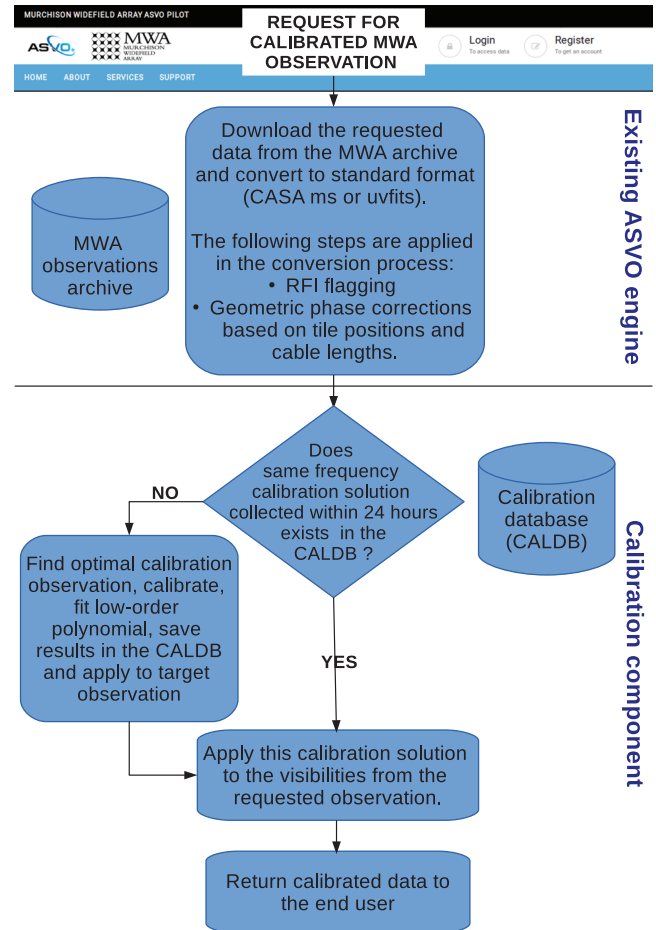 MURCHISON WIDEFIELD ARRAY ASVO PILOT
REQUEST FOR
CALIBRATED MWA
OBSERVATION
ASVO
MWA
MURCHISON
WIDEFIELD
ARRAY
Login
To access data
Register
To get an account
HOME ABOUT SERVICES SUPPORT
Download the requested
data from the MWA archive
and convert to standard format
(CASA ms or uvfits).
The following steps are applied
in the conversion process:
• RFI flagging
• Geometric phase corrections
based on tile positions and
cable lengths.
MWA
observations
archive
Existing ASVO engine
Does
same frequency
calibration solution
collected within 24 hours
exists in the
CALDB ?
Calibration
database
(CALDB)
Calibration component
NO
Find optimal calibration
observation, calibrate,
fit low-order
polynomial, save
results in the CALDB
and apply to target
observation
YES
Apply this calibration solution
to the visibilities from the
requested observation.
Return calibrated data to
the end user